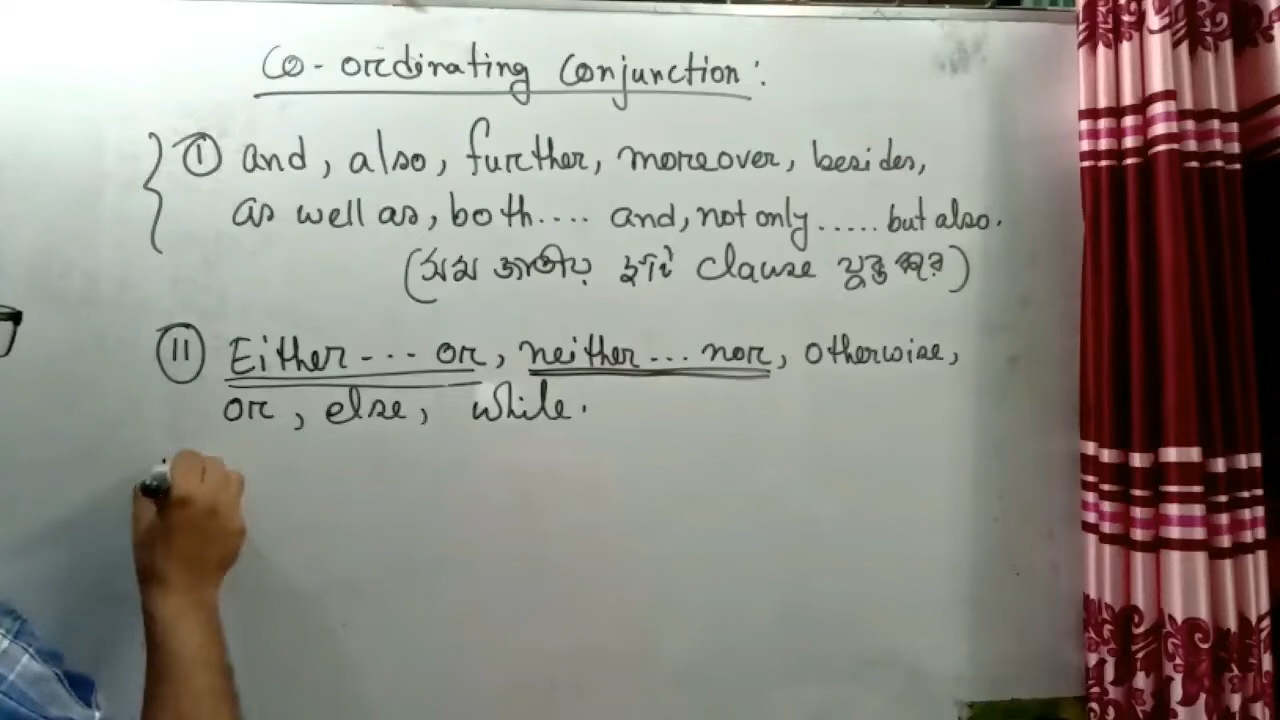 Co-ordinating Conjunction:
① and, also, further, moreover, besides,
as well as, both.... and, not only..... but also.
(সম জাতীয় দুটি clause যুক্ত করে)
⑪ Either--- or, neither... nor, otherwise,
or, else, while.